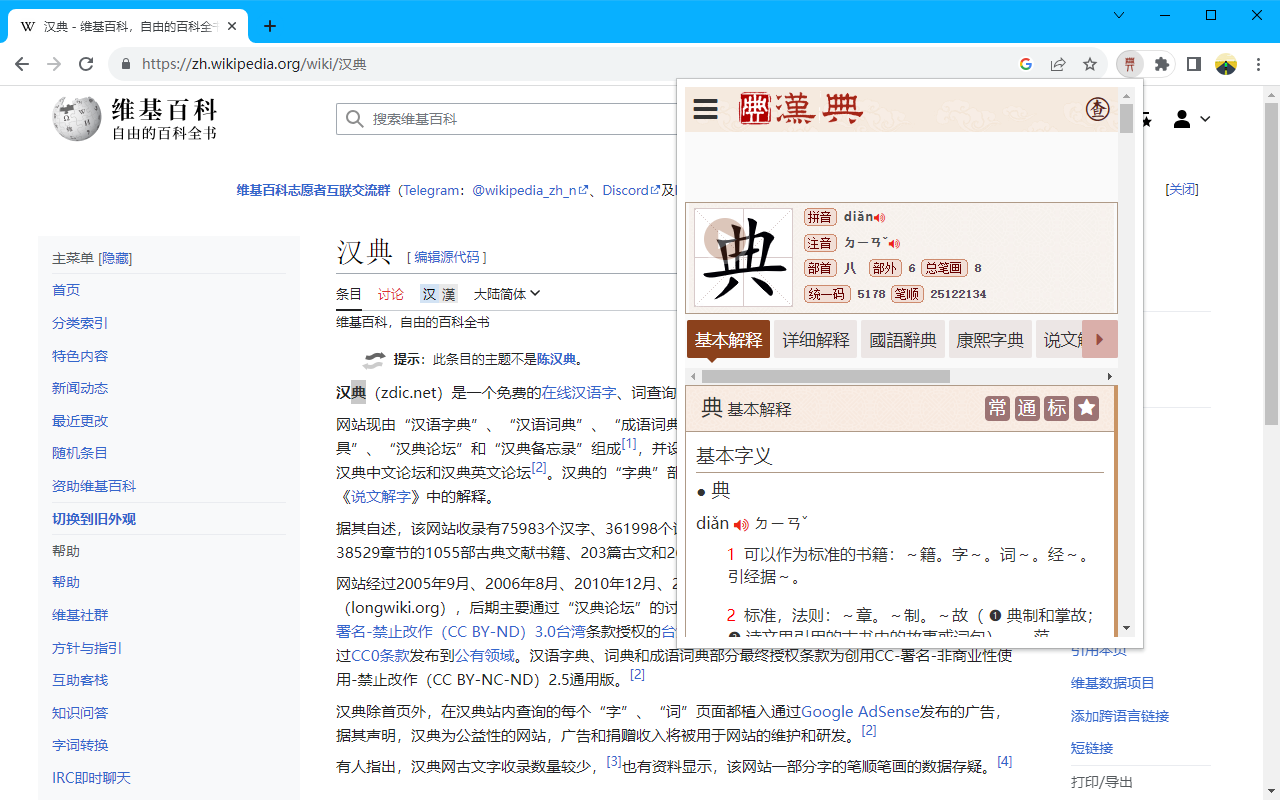 汉典 - 维基百科，自由的百科全书
https://zh.wikipedia.org/wiki/汉典
维基百科
自由的百科全书
搜索维基百科
维基百科志愿者互联交流群（Telegram：@wikipedia_zh_n、Discord及
[关闭]
主菜单 [隐藏]
首页
分类索引
特色内容
新闻动态
最近更改
随机条目
资助维基百科
切换到旧外观
帮助
帮助
维基社群
方针与指引
互助客栈
知识问答
字词转换
IRC即时聊天
汉典 [ 编辑源代码 ]
条目 讨论 汉 漢 大陆简体
维基百科，自由的百科全书
提示：此条目的主题不是陈汉典。
汉典（zdic.net）是一个免费的在线汉语字、词查询
网站现由“汉语字典”、“汉语词典”、“成语词典
具”、“汉典论坛”和“汉典备忘录”组成[1]，并设
汉典中文论坛和汉典英文论坛[2]。汉典的“字典”部
《说文解字》中的解释。
据其自述，该网站收录有75983个汉字、361998个词
38529章节的1055部古典文献书籍、203篇古文和20
网站经过2005年9月、2006年8月、2010年12月、2
（longwiki.org），后期主要通过“汉典论坛”的讨
署名-禁止改作（CC BY-ND）3.0台湾条款授权的台
过CC0条款发布到公有领域。汉语字典、词典和成语词典部分最终授权条款为创用CC-署名-非商业性使
用-禁止改作（CC BY-NC-ND）2.5通用版。[2]
汉典除首页外，在汉典站内查询的每个“字”、“词”页面都植入通过Google AdSense发布的广告，
据其声明，汉典为公益性的网站，广告和捐赠收入将被用于网站的维护和研发。[2]
有人指出，汉典网古文字收录数量较少，[3]也有资料显示，该网站一部分字的笔顺笔画的数据存疑。[4]
典 漢典
查
典
拼音 diǎn
注音 ㄉㄧㄢˇ
部首 八 部外 6 总笔画 8
统一码 5178 笔顺 25122134
基本解释 详细解释 國語辭典 康熙字典 说文解
典 基本解释
常 通 标
基本字义
● 典
diǎn ㄉㄧㄢˇ
1 可以作为标准的书籍：～籍。字～。词～。经～。
引经据～。
2 标准，法则：～章。～制。～故（❶典制和掌故；
❷诗文里引用的古书中的故事或词句）。～范。
引用本页
维基数据项目
添加跨语言链接
短链接
打印/导出